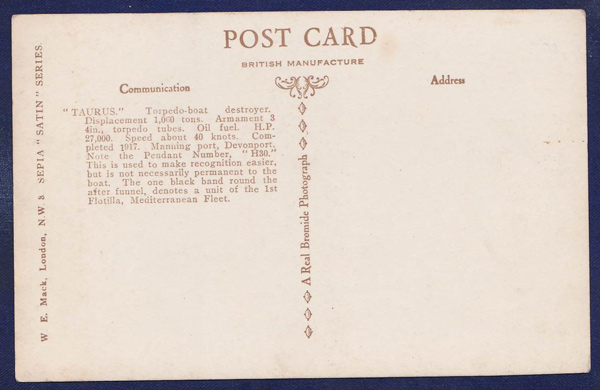 POST CARD
BRITISH MANUFACTURE
Communication
Address
"TAURUS." Torpedo-boat destroyer.
Displacement 1,000 tons. Armament 3
4in., torpedo tubes. Oil fuel. H.P.
27,000. Speed about 40 knots. Com-
pleted 1917. Manning port, Devonport.
Note the Pendant Number, "H30."
This is used to make recognition easier,
but is not necessarily permanent to the
boat. The one black band round the
after funnel, denotes a unit of the 1st
Flotilla, Mediterranean Fleet.
A Real Bromide Photograph
W E. Mack, London, N.W 3 SEPIA "SATIN" SERIES.